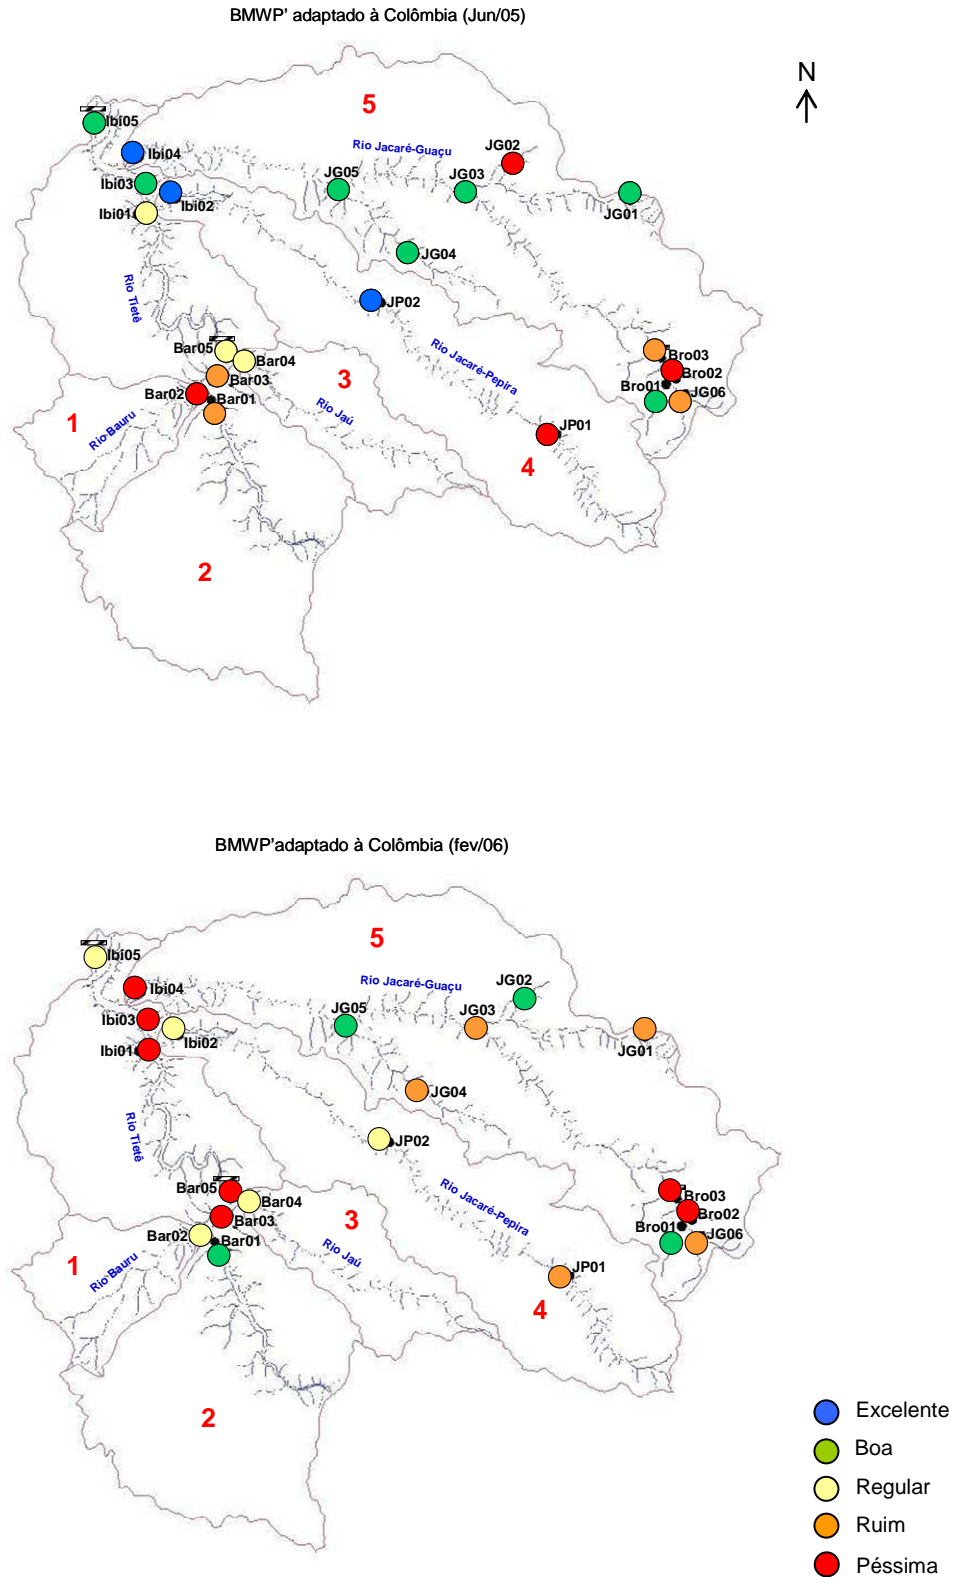 BMWP' adaptado à Colômbia (Jun/05)
N
5
Ibi05
Rio Jacaré-Guaçu
JG02
Ibi04
JG05
JG03
Ibi03
Ibi02
JG01
Ibi01
JG04
Rio Tietê
JP02
Bar05
Bar04
Rio Jacaré-Pepira
Bro03
Bar03
3
Bro02
Bar02
Bar01
Bro01
JG06
1
Rio Bauru
Rio Jaú
JP01
4
2
BMWP'adaptado à Colômbia (fev/06)
5
Ibi05
Rio Jacaré-Guaçu
JG02
Ibi04
JG05
JG03
Ibi03
Ibi02
JG01
Ibi01
JG04
Rio Tietê
JP02
Bar05
Bar04
Rio Jacaré-Pepira
Bro03
Bar03
3
Bro02
Bar02
Bar01
Bro01
JG06
1
Rio Bauru
Rio Jaú
JP01
4
2
Excelente
Boa
Regular
Ruim
Péssima